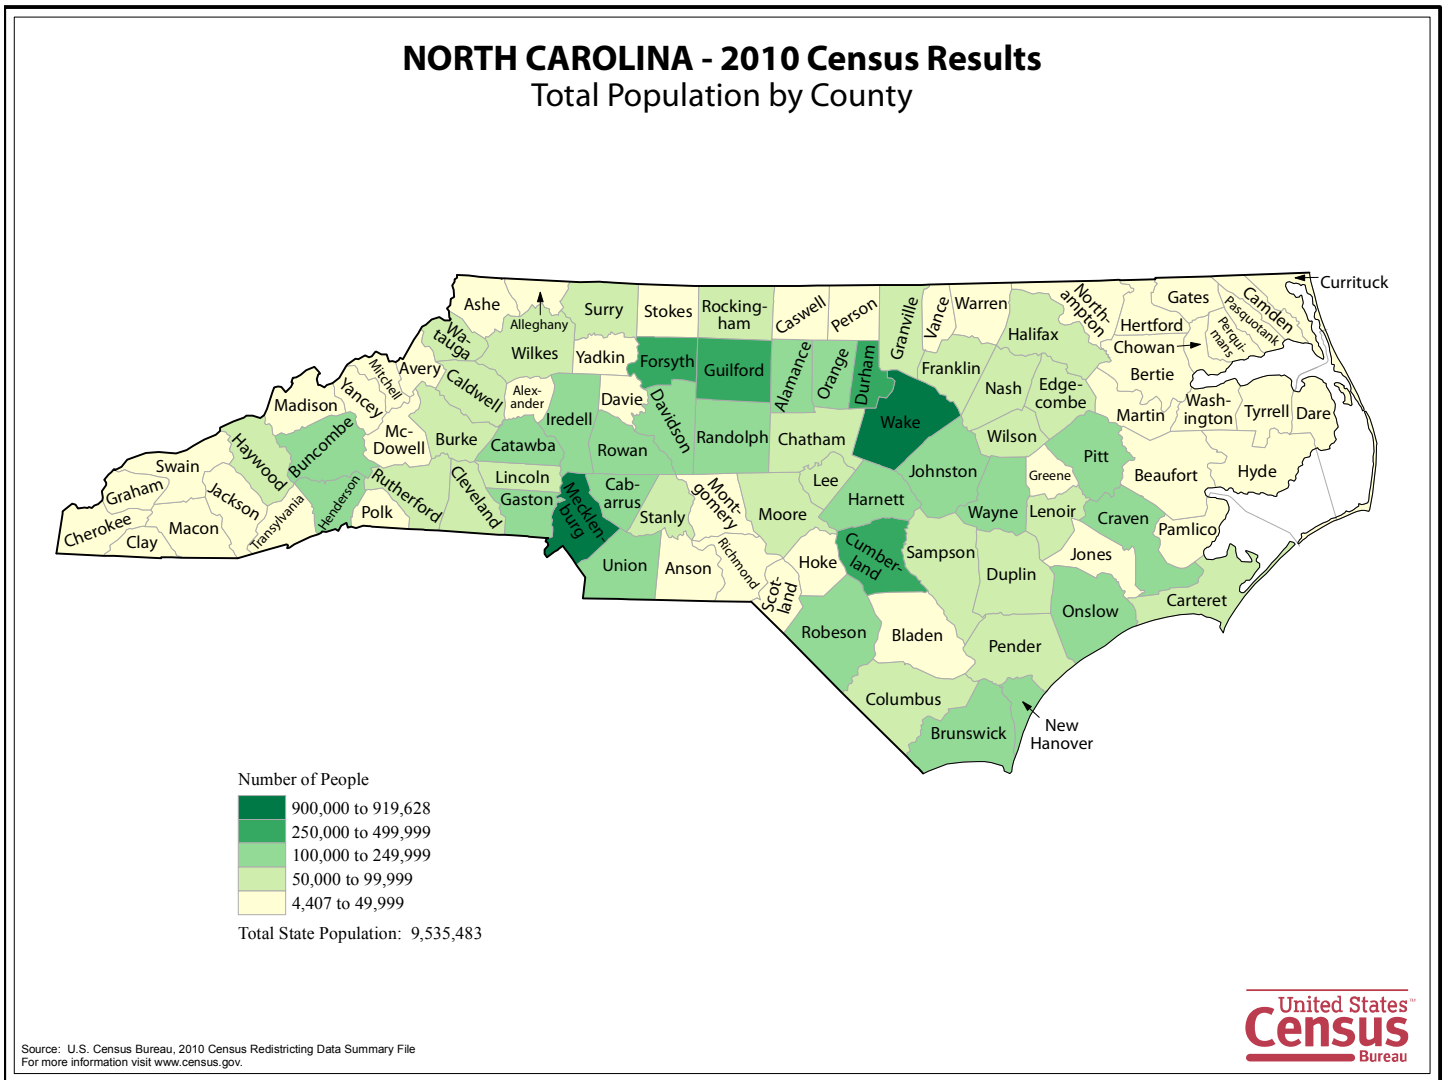 NORTH CAROLINA - 2010 Census Results
Total Population by County
Currituck
Ashe
Alleghany
Surry
Stokes
Rocking-
ham
Caswell
Person
Granville
Vance
Warren
North-
ampton
Gates
Camden
Pasquotank
Perqui-
mans
Hertford
Chowan
Halifax
Wa-
tauga
Wilkes
Yadkin
Forsyth
Guilford
Alamance
Orange
Durham
Franklin
Nash
Edge-
combe
Bertie
Avery
Mitchell
Yancey
Madison
Caldwell
Alex-
ander
Davie
Iredell
Davidson
Wake
Martin
Wash-
ington
Tyrrell
Dare
Mc-
Dowell
Burke
Catawba
Rowan
Randolph
Chatham
Wilson
Pitt
Buncombe
Haywood
Swain
Graham
Jackson
Cherokee
Clay
Macon
Transylvania
Henderson
Polk
Rutherford
Cleveland
Lincoln
Gaston
Mecklen-
burg
Cab-
arrus
Stanly
Mont-
gomery
Moore
Lee
Harnett
Johnston
Wayne
Greene
Lenoir
Beaufort
Hyde
Craven
Pamlico
Union
Anson
Richmond
Scot-
land
Hoke
Cumber-
land
Sampson
Duplin
Jones
Onslow
Carteret
Robeson
Bladen
Pender
Columbus
Brunswick
New
Hanover
Number of People
900,000 to 919,628
250,000 to 499,999
100,000 to 249,999
50,000 to 99,999
4,407 to 49,999
Total State Population: 9,535,483
United States™
Census
Bureau
Source: U.S. Census Bureau, 2010 Census Redistricting Data Summary File
For more information visit www.census.gov.